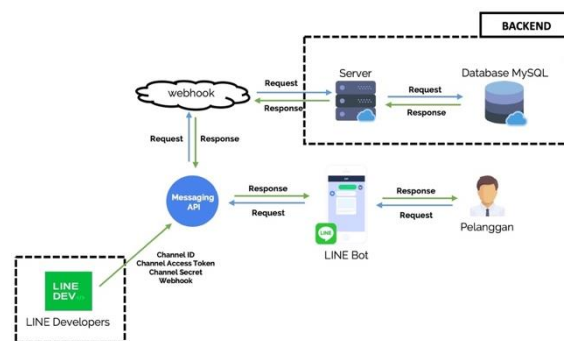 BACKEND
Server
Database MySQL
webhook
Request
Response
Request
Response
Request
Response
Messaging
API
Response
Request
Response
Request
LINE
LINE Bot
Pelanggan
Channel ID
Channel Access Token
Channel Secret
Webhook
LINE
DEV
LINE Developers